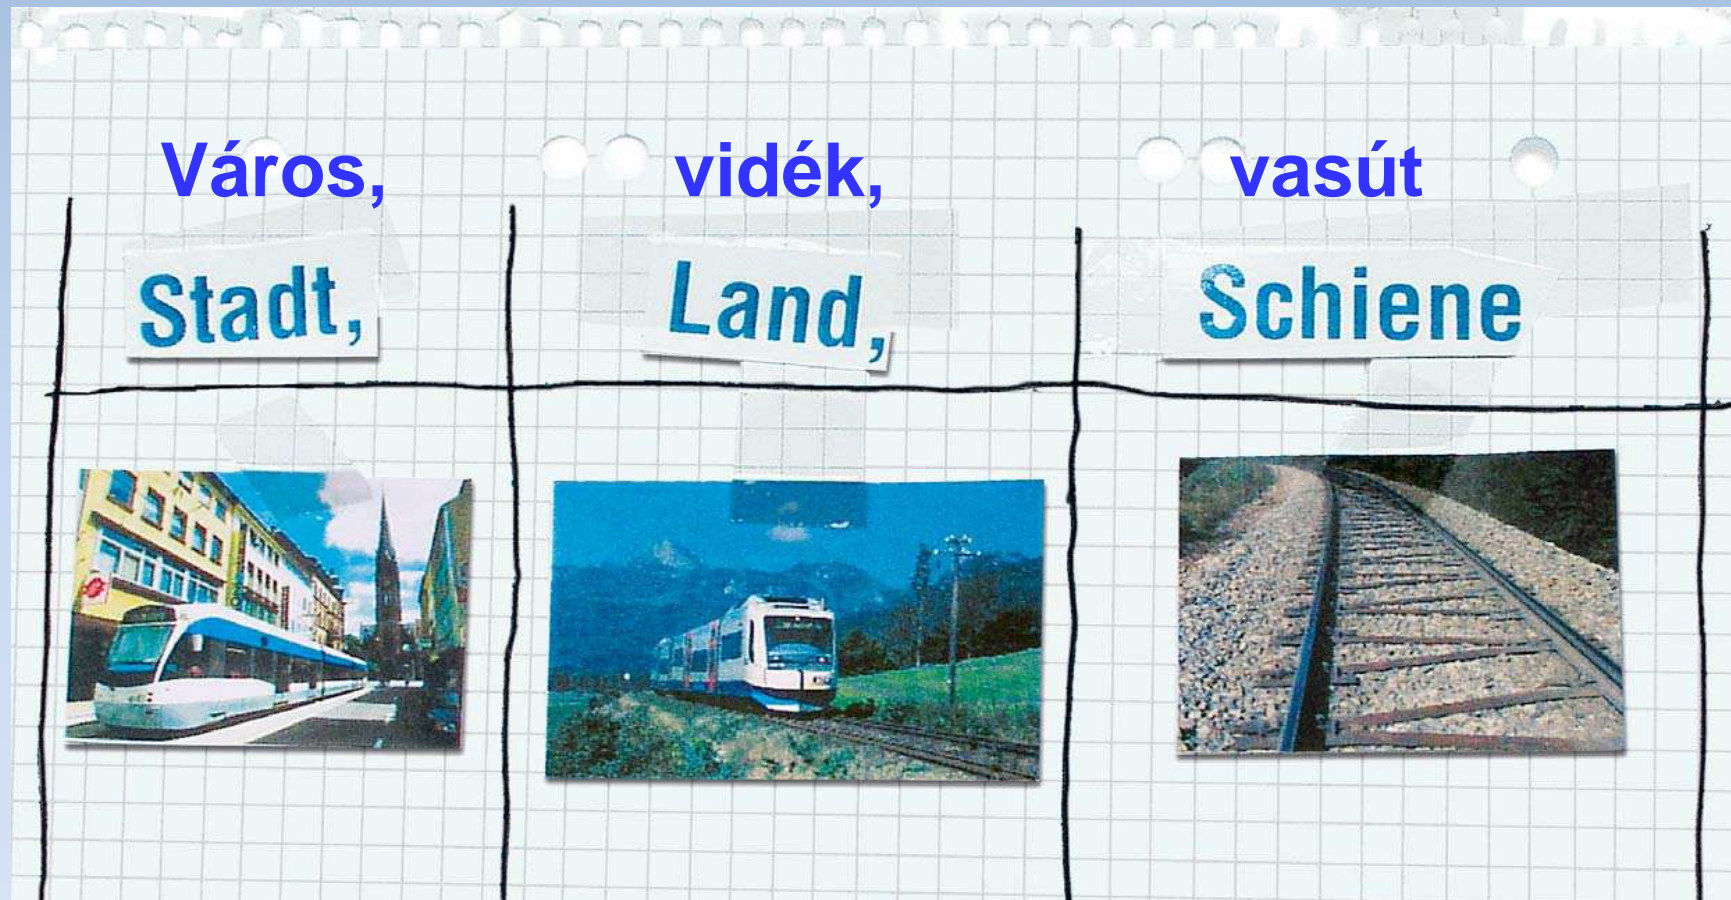 Város, vidék, vasút
Stadt, Land, Schiene